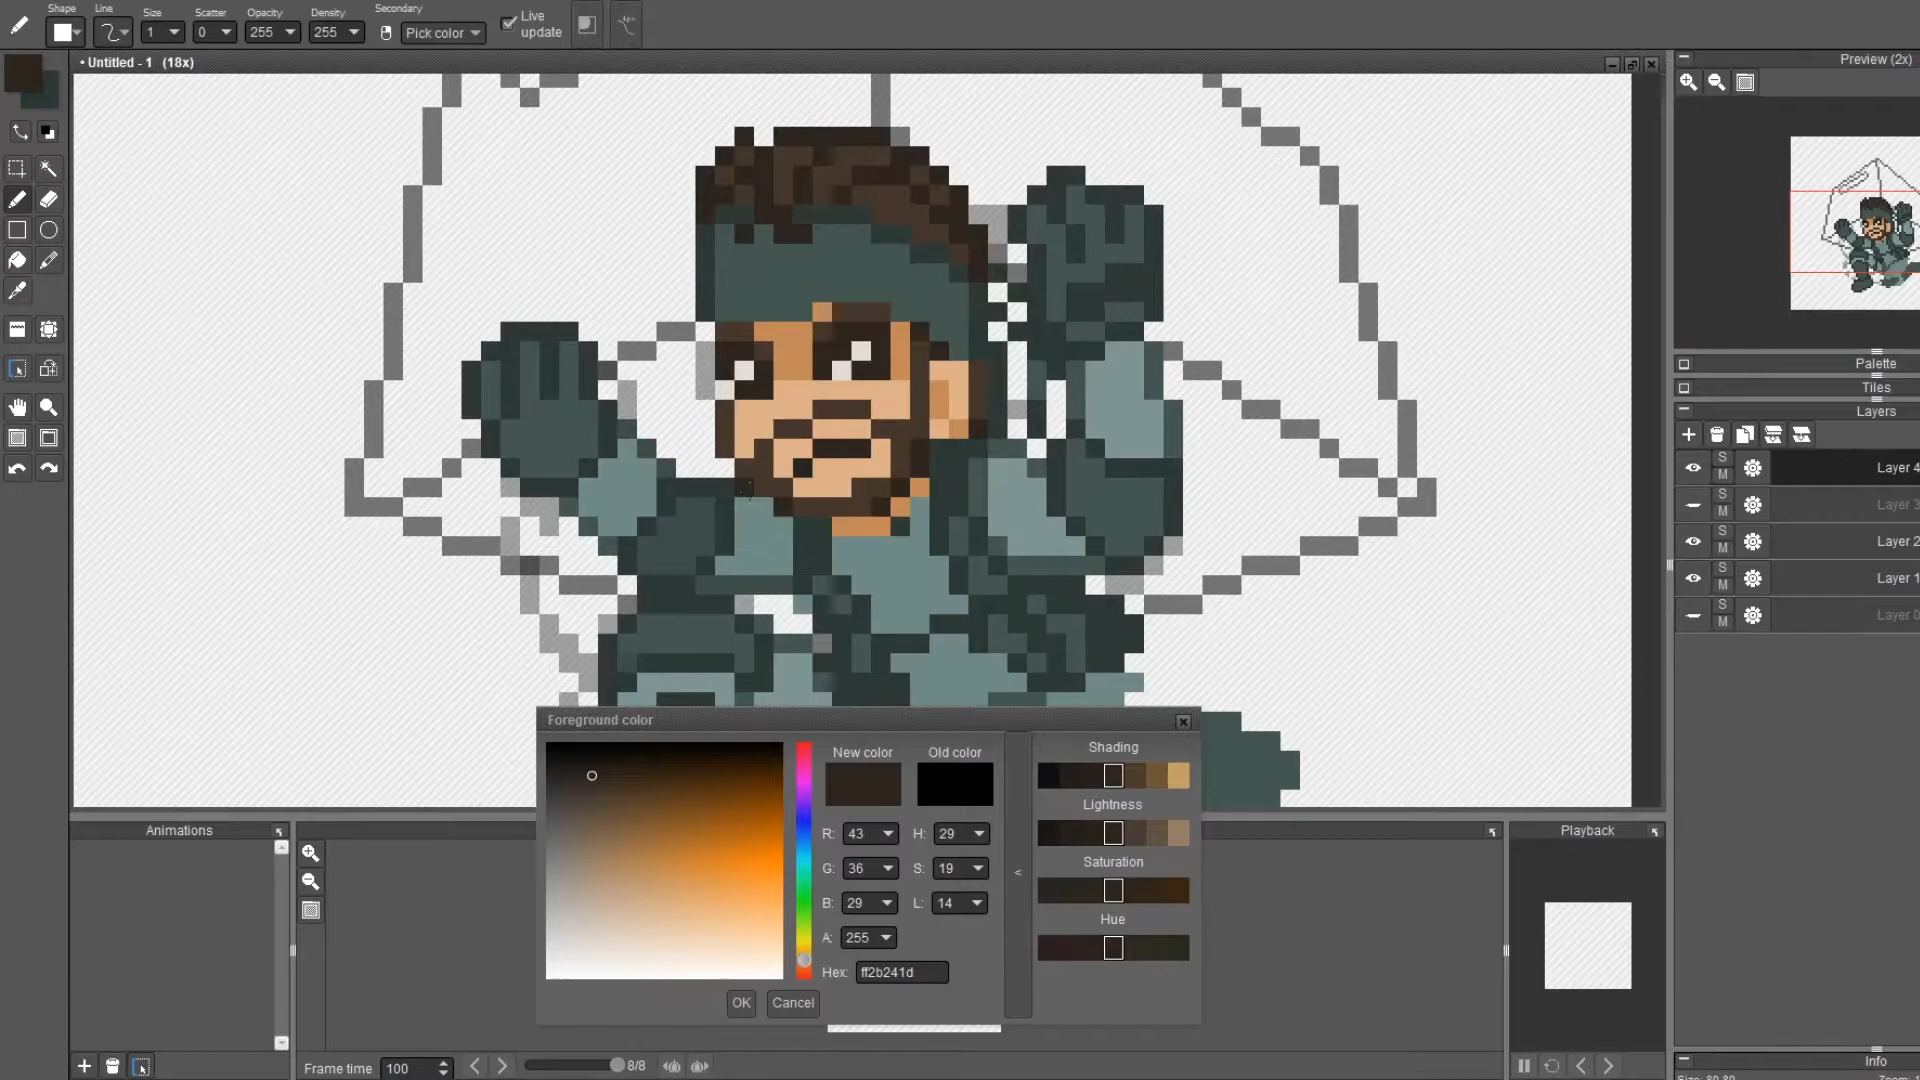 Shape Line Size Scatter Opacity Density Secondary
1 0 255 255 Pick color Live update
• Untitled - 1 (18x)
Preview (2x)
Palette
Tiles
Layers
S
M
Layer 4
S
M
Layer 3
S
M
Layer 2
S
M
Layer 1
S
M
Layer 0
Foreground color
New color Old color
R: 43 H: 29
G: 36 S: 19
B: 29 L: 14
A: 255
Hex: ff2b241d
OK Cancel
<
Shading
Lightness
Saturation
Hue
Animations
Playback
Frame time 100 8/8
Info